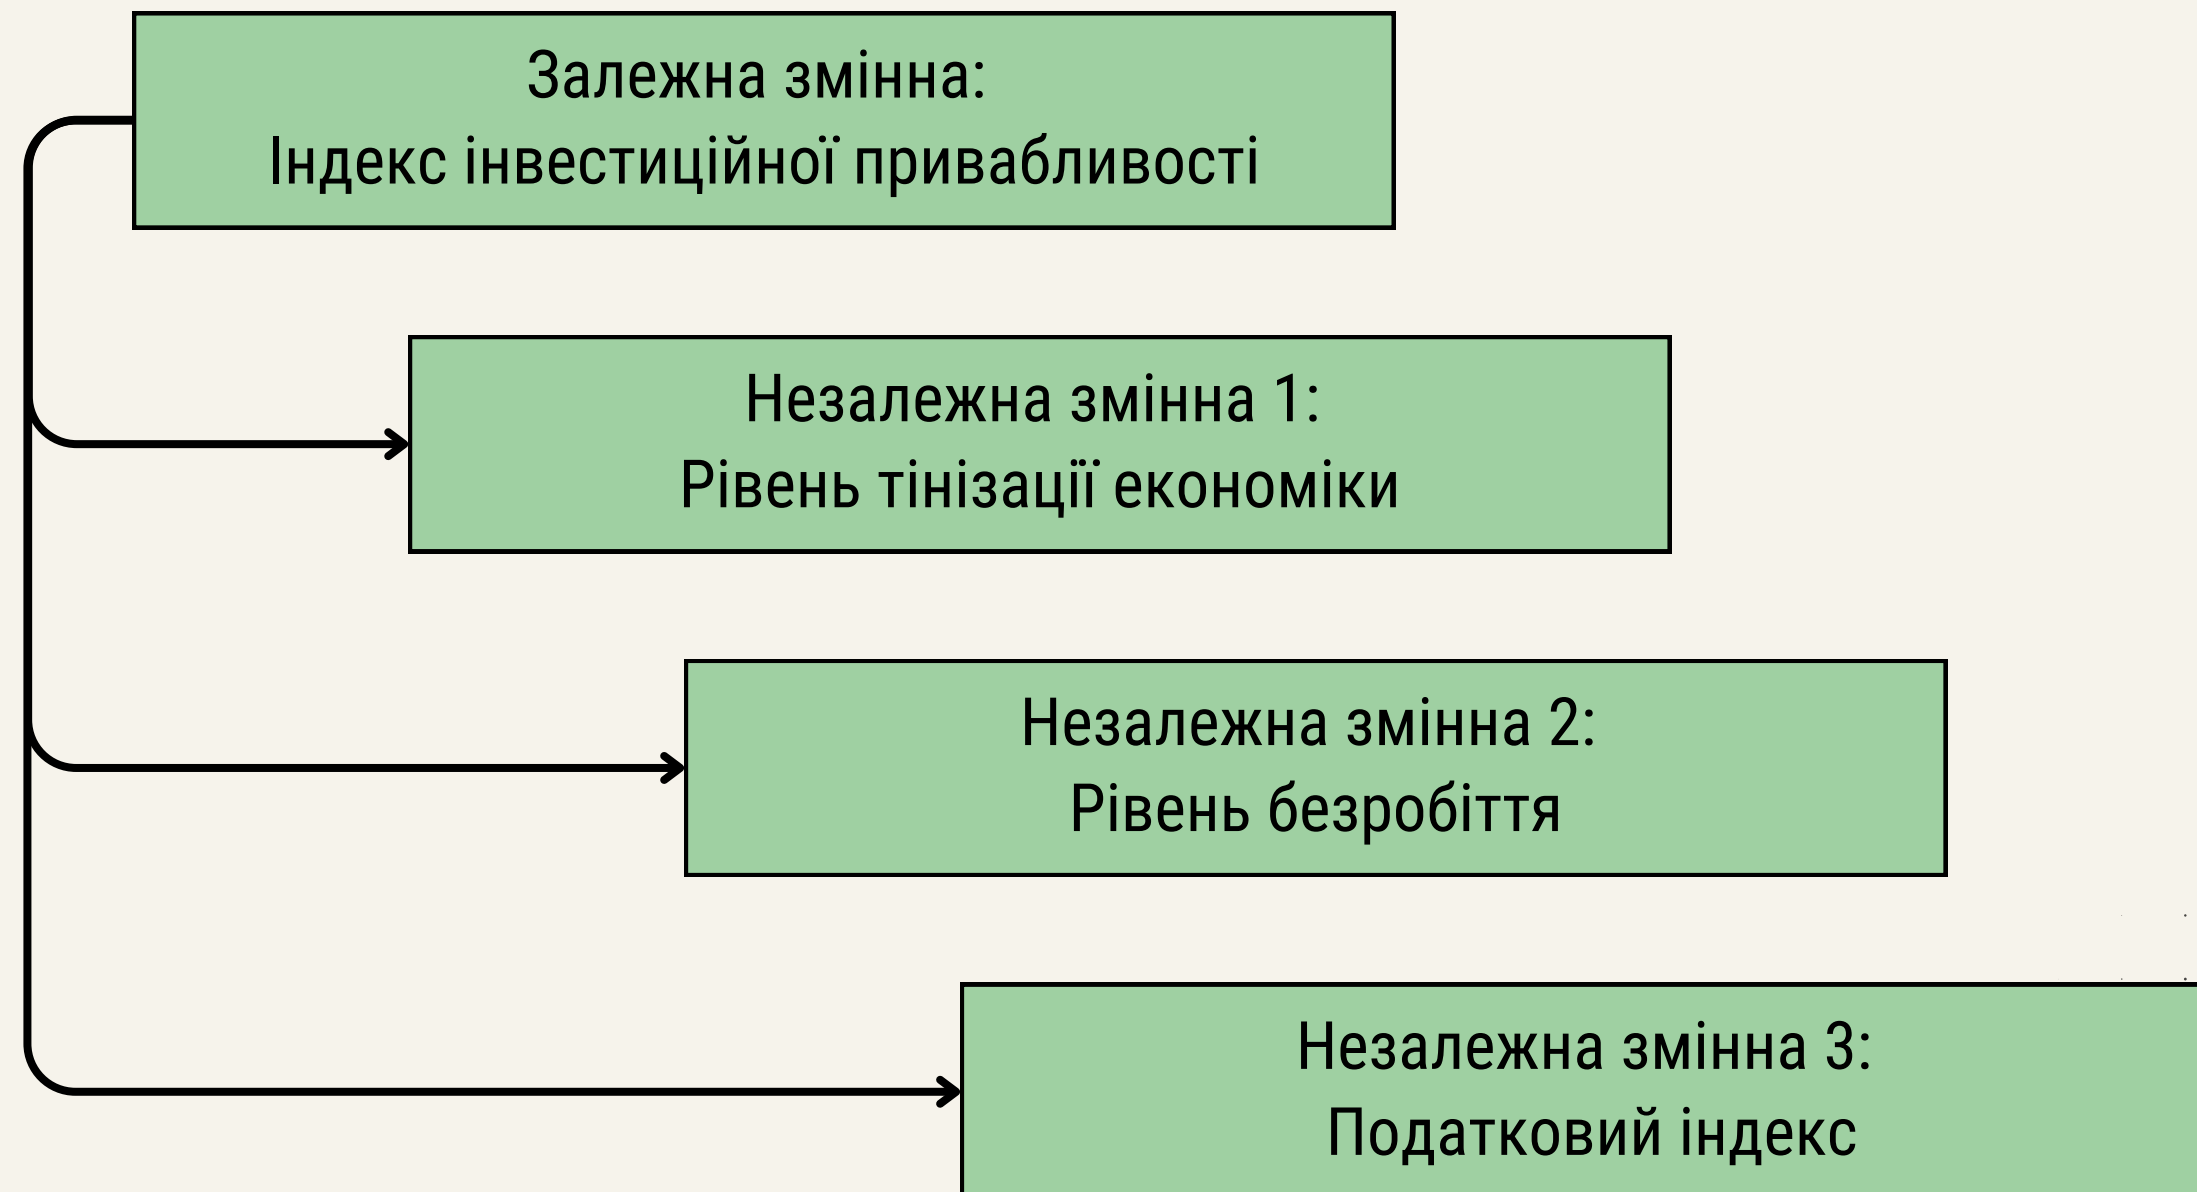 Залежна змінна:
Індекс інвестиційної привабливості
Незалежна змінна 1:
Рівень тінізації економіки
Незалежна змінна 2:
Рівень безробіття
Незалежна змінна 3:
Податковий індекс